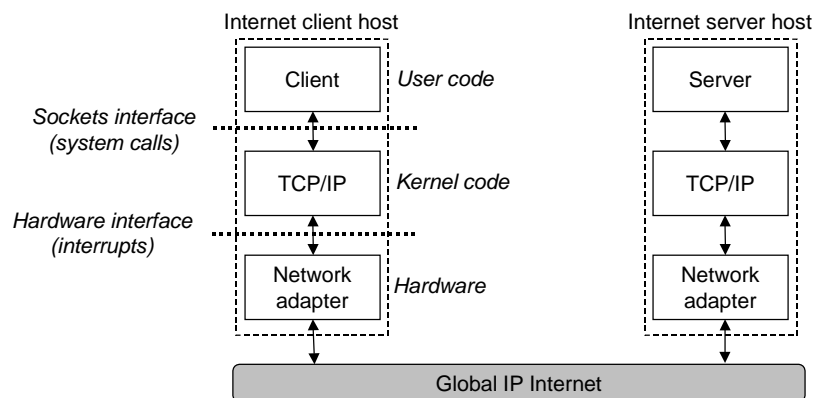 Internet client host
Internet server host
Client
User code
Server
Sockets interface
(system calls)
TCP/IP
Kernel code
TCP/IP
Hardware interface
(interrupts)
Network
adapter
Hardware
Network
adapter
Global IP Internet